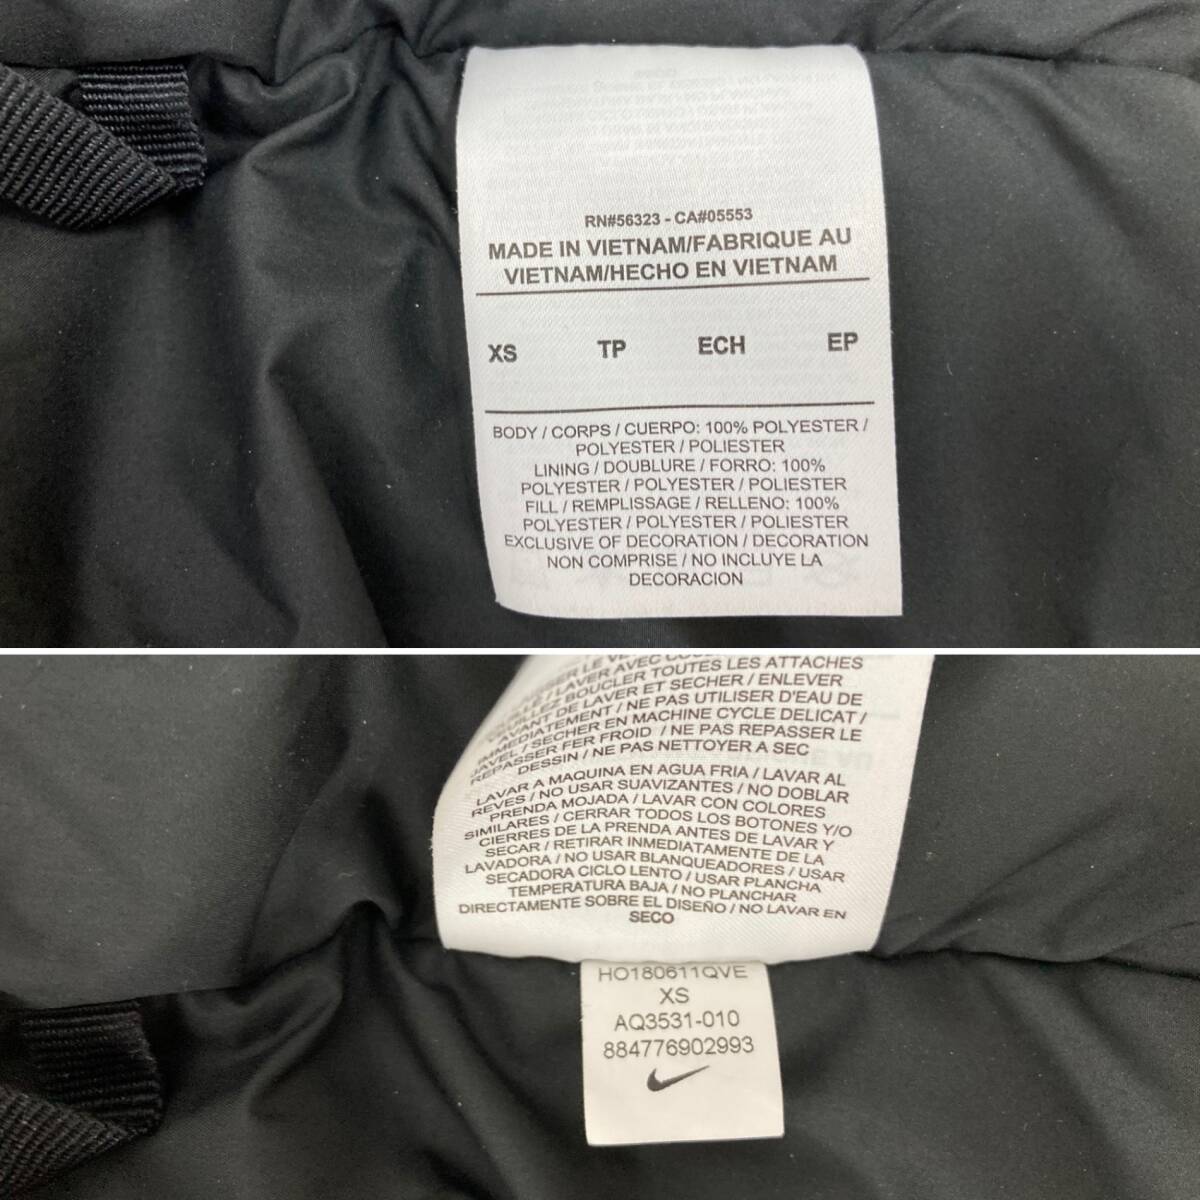 RN#56323 - CA#05553
MADE IN VIETNAM/FABRIQUE AU
VIETNAM/HECHO EN VIETNAM
XS TP ECH EP
BODY / CORPS / CUERPO: 100% POLYESTER /
POLYESTER / POLIESTER
LINING / DOUBLURE / FORRO: 100%
POLYESTER / POLYESTER / POLIESTER
FILL / REMPLISSAGE / RELLENO: 100%
POLYESTER / POLYESTER / POLIESTER
EXCLUSIVE OF DECORATION / DECORATION
NON COMPRISE / NO INCLUYE LA
DECORACION
/ LAVER AVEC
BOUCLER TOUTES LES ATTACHES
AVANT DE LAVER ET SECHER / ENLEVER
IMMEDIATEMENT / NE PAS UTILISER D'EAU DE
JAVEL / SECHER EN MACHINE CYCLE DELICAT /
REPASSER FER FROID / NE PAS REPASSER LE
DESSIN / NE PAS NETTOYER A SEC
LAVAR A MAQUINA EN AGUA FRIA / LAVAR AL
REVES / NO USAR SUAVIZANTES / NO DOBLAR
PRENDA MOJADA / LAVAR CON COLORES
SIMILARES / CERRAR TODOS LOS BOTONES Y/O
CIERRES DE LA PRENDA ANTES DE LAVAR Y
SECAR / RETIRAR INMEDIATAMENTE DE LA
LAVADORA / NO USAR BLANQUEADORES / USAR
SECADORA CICLO LENTO / USAR PLANCHA
TEMPERATURA BAJA / NO PLANCHAR
DIRECTAMENTE SOBRE EL DISEÑO / NO LAVAR EN
SECO
HO180611QVE
XS
AQ3531-010
884776902993